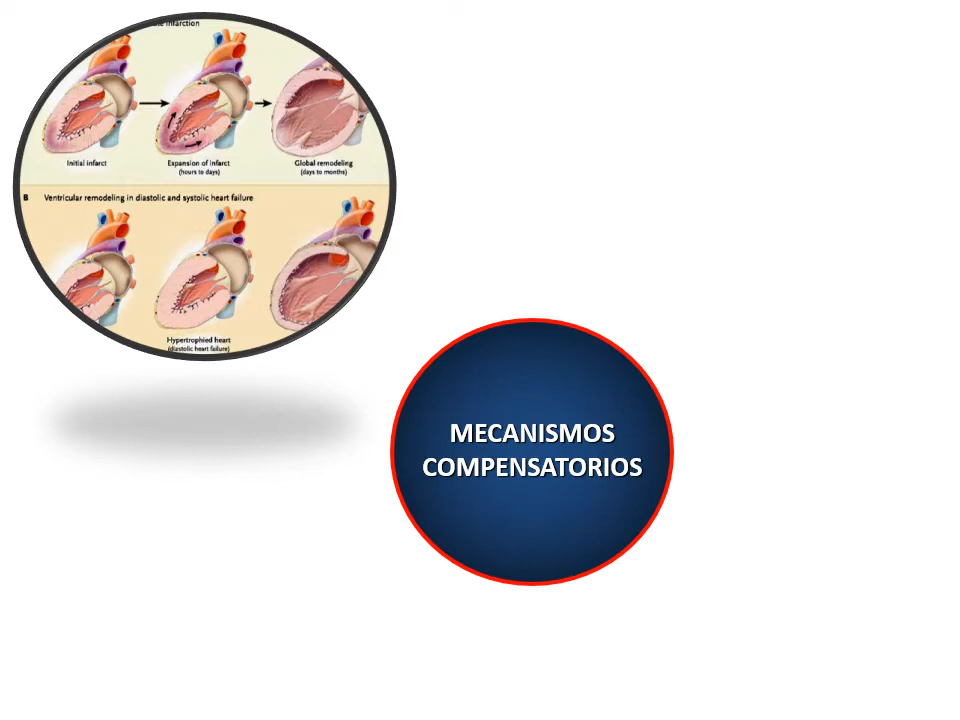 infarction
Initial infarct
Expansion of infarct
(hours to days)
Global remodeling
(days to months)
B Ventricular remodeling in diastolic and systolic heart failure
Hypertrophied heart
(diastolic heart failure)
MECANISMOS
COMPENSATORIOS